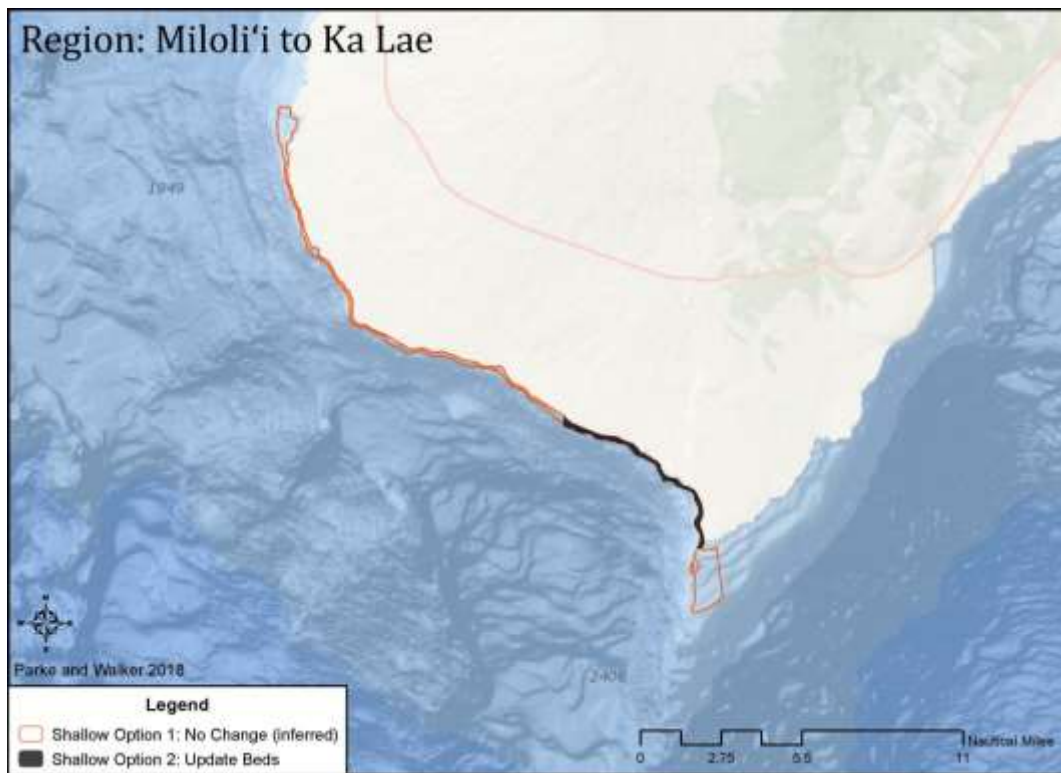 Region: Miloliʻi to Ka Lae
1949
N
W E
S
Parke and Walker 2018
2406
Legend
Shallow Option 1: No Change (inferred)
Shallow Option 2: Update Beds
Nautical Miles
0 2.75 5.5 11